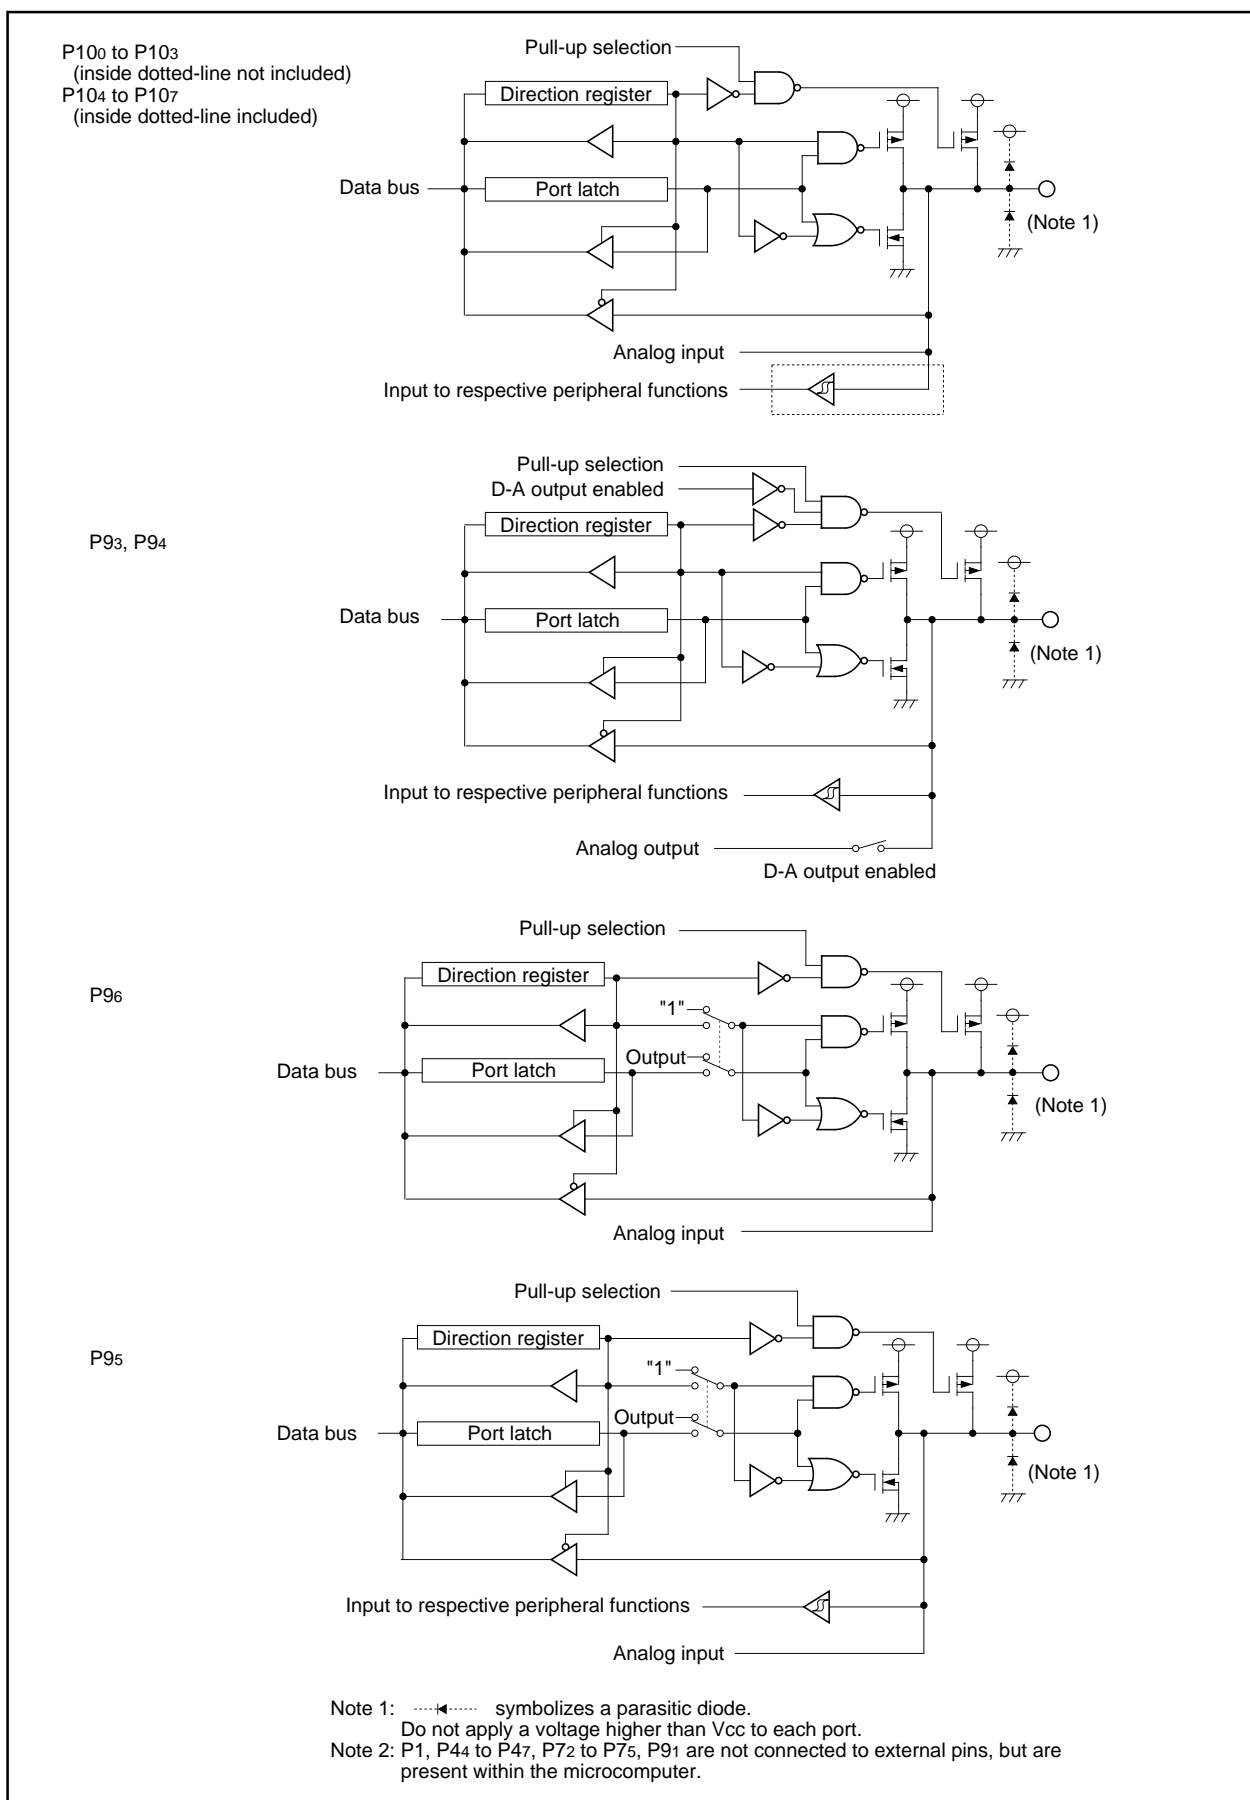 P100 to P103
(inside dotted-line not included)
P104 to P107
(inside dotted-line included)
Pull-up selection
Direction register
Data bus
Port latch
(Note 1)
Analog input
Input to respective peripheral functions
P93, P94
Pull-up selection
D-A output enabled
Direction register
Data bus
Port latch
(Note 1)
Input to respective peripheral functions
Analog output
D-A output enabled
P96
Pull-up selection
Direction register
"1"
Output
Data bus
Port latch
(Note 1)
Analog input
P95
Pull-up selection
Direction register
"1"
Output
Data bus
Port latch
(Note 1)
Input to respective peripheral functions
Analog input
Note 1: symbolizes a parasitic diode.
Do not apply a voltage higher than Vcc to each port.
Note 2: P1, P44 to P47, P72 to P75, P91 are not connected to external pins, but are
present within the microcomputer.